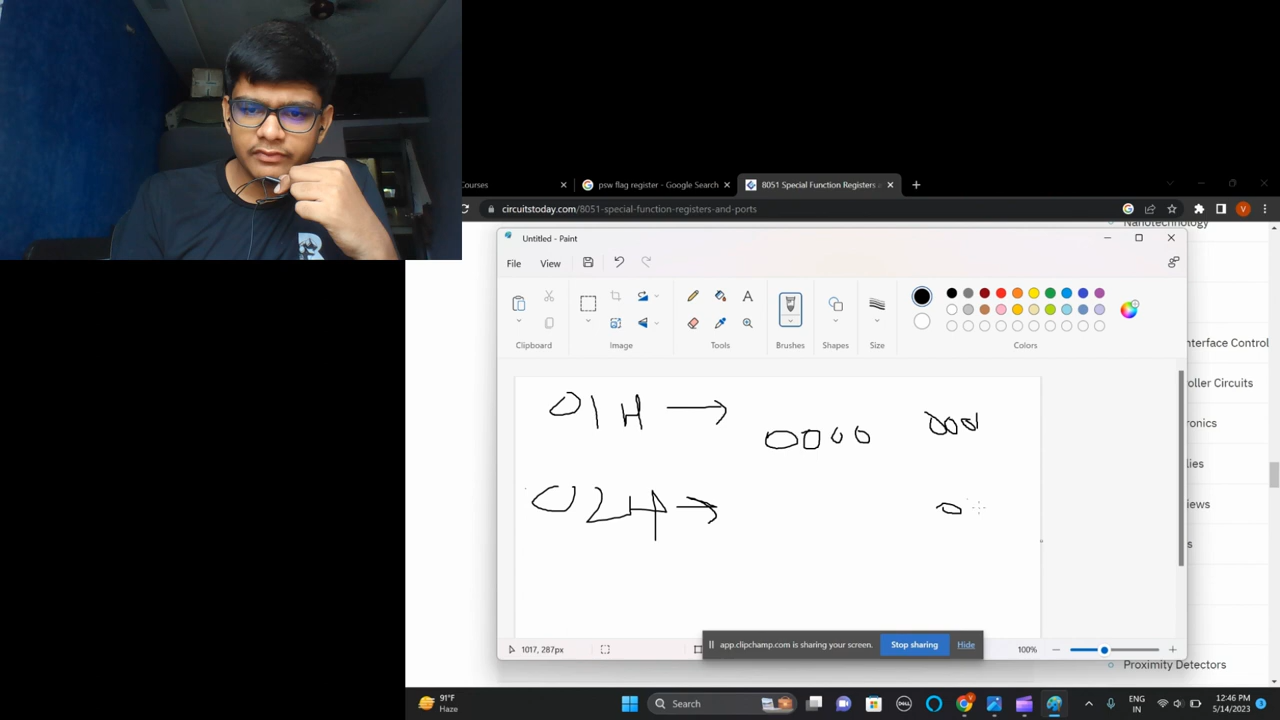 Courses
psw flag register - Google Search
8051 Special Function Registers a
circuitstoday.com/8051-special-function-registers-and-ports
V
Nanotechnology
Untitled - Paint
File
View
Clipboard
Image
Tools
Brushes
Shapes
Size
Colors
nterface Control
oller Circuits
ronics
lies
iews
s
01H → 0000 0001
02H → 0
app.clipchamp.com is sharing your screen.
Stop sharing
Hide
1017, 287px
100%
Proximity Detectors
91°F
Haze
Search
DELL
ENG
IN
12:46 PM
5/14/2023